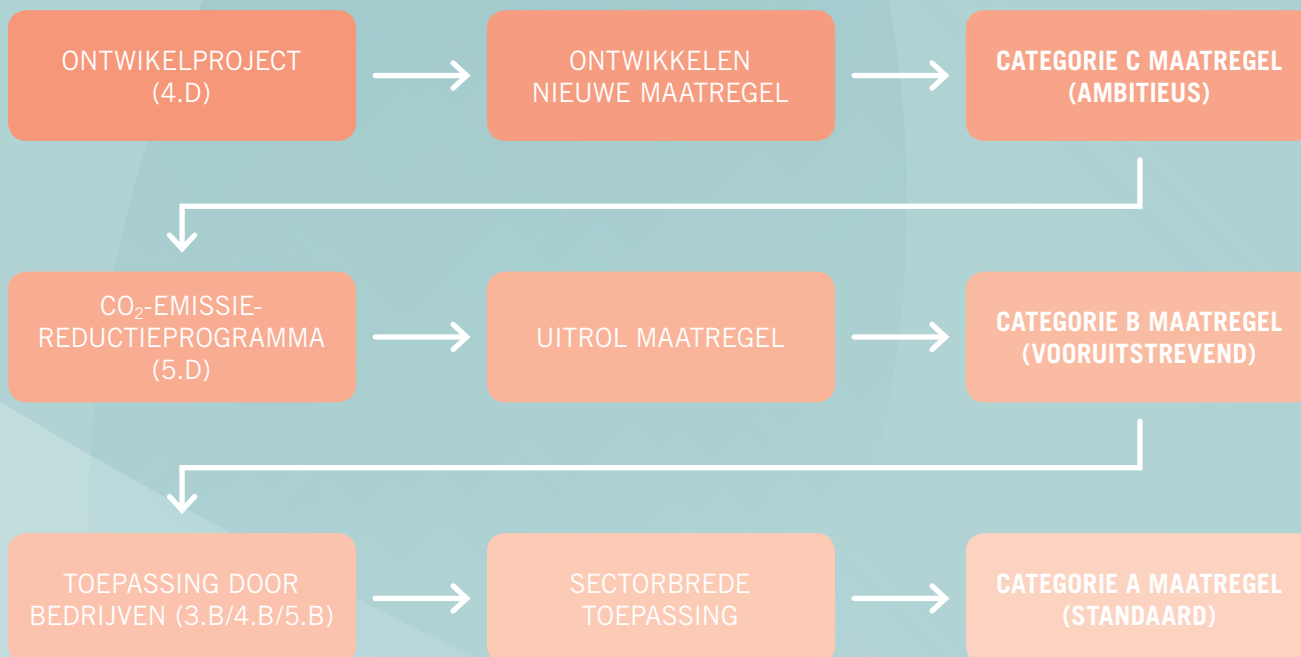 ONTWIKELPROJECT
(4.D)
ONTWIKKELEN
NIEUWE MAATREGEL
CATEGORIE C MAATREGEL
(AMBITIEUS)
CO₂-EMISSIE-
REDUCTIEPROGRAMMA
(5.D)
UITROL MAATREGEL
CATEGORIE B MAATREGEL
(VOORUITSTREVEND)
TOEPASSING DOOR
BEDRIJVEN (3.B/4.B/5.B)
SECTORBREDE
TOEPASSING
CATEGORIE A MAATREGEL
(STANDAARD)